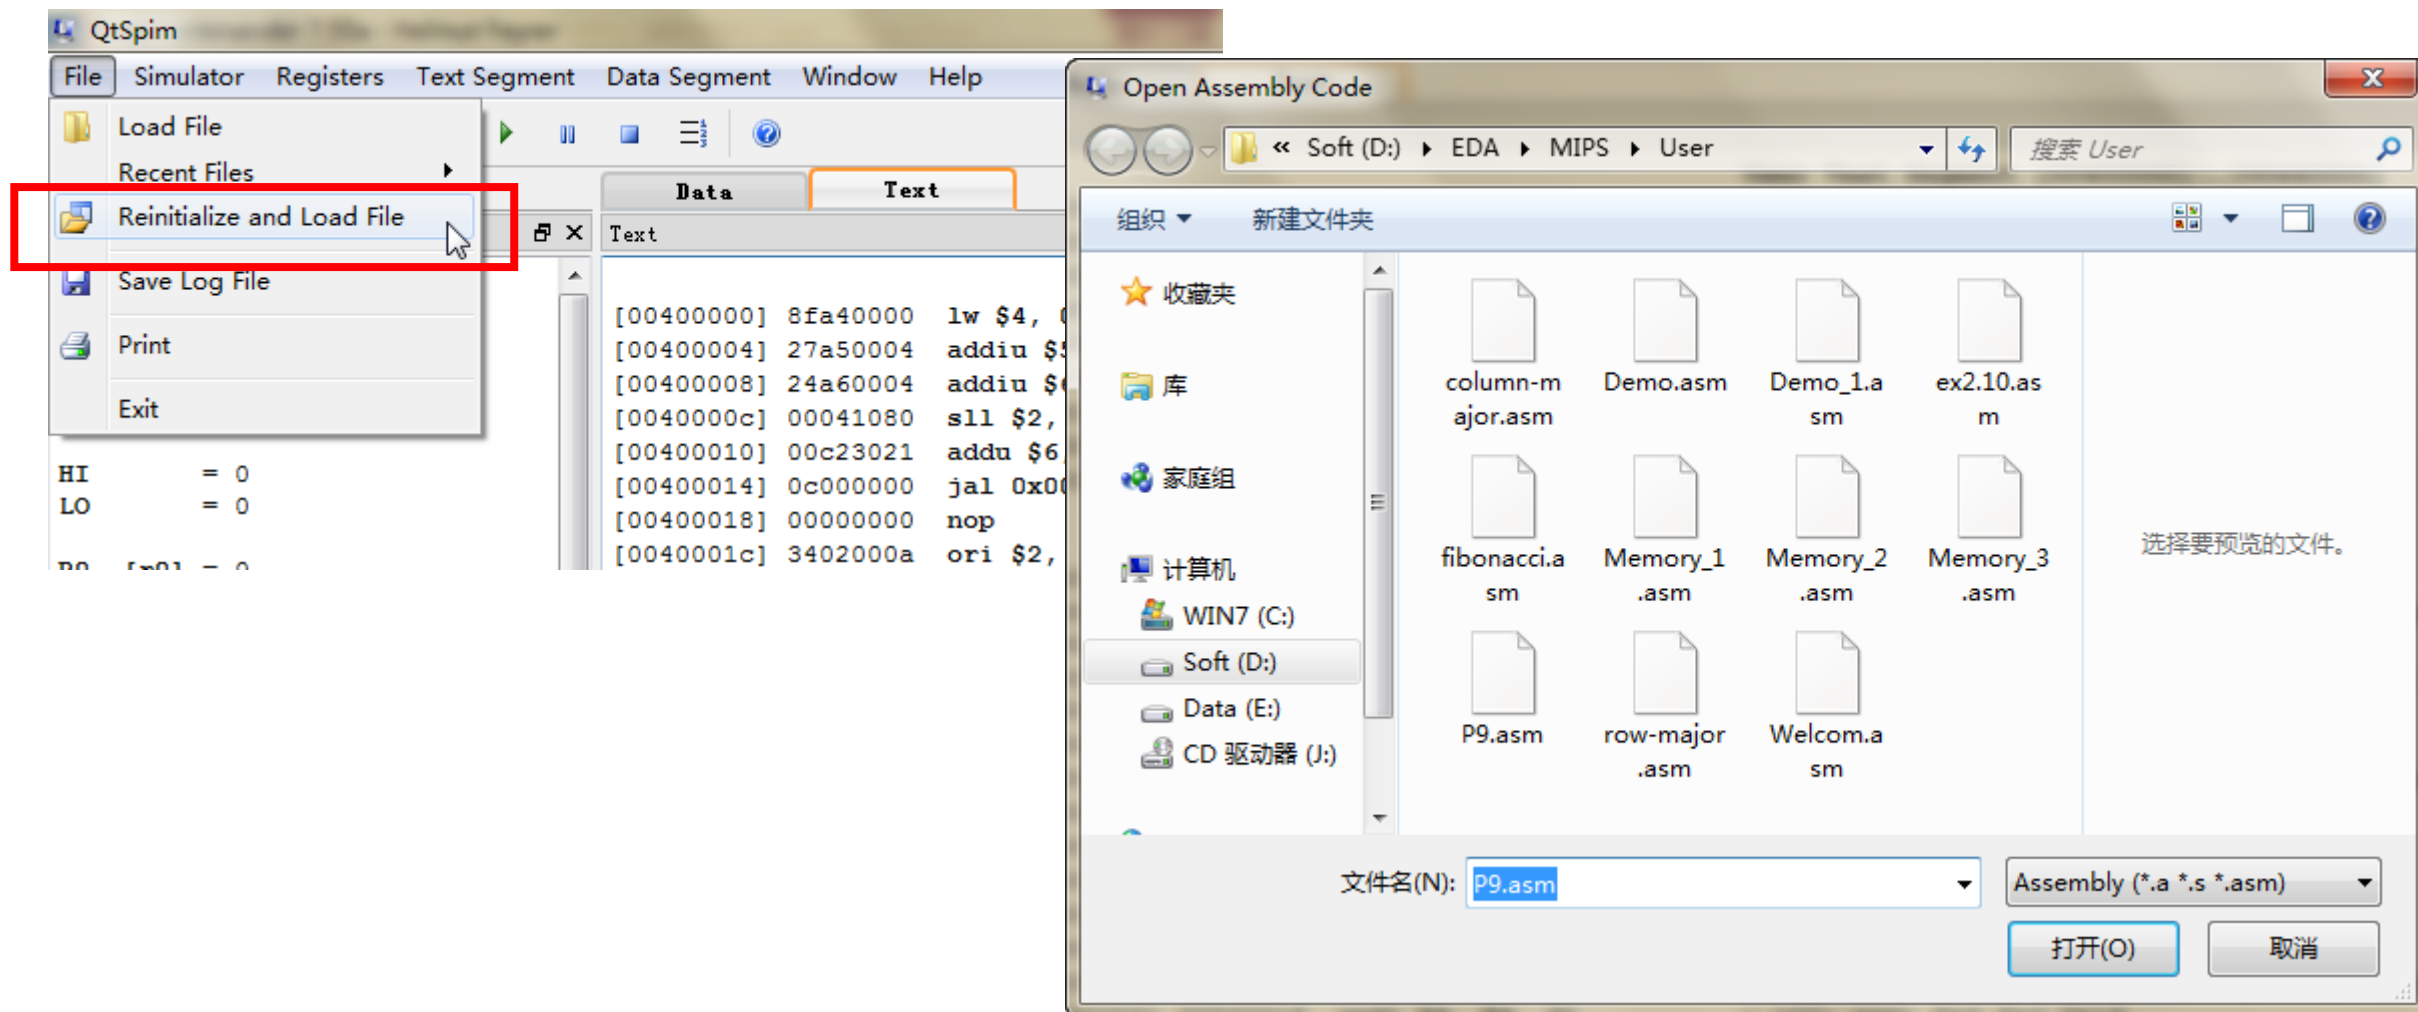 QtSpim
File Simulator Registers Text Segment Data Segment Window Help
Load File
Recent Files
Reinitialize and Load File
Save Log File
Print
Exit
Data Text
Text
[00400000] 8fa40000 lw $4,
[00400004] 27a50004 addiu
[00400008] 24a60004 addiu
[0040000c] 00041080 sll $2,
[00400010] 00c23021 addu $6
[00400014] 0c000000 jal 0x00
[00400018] 00000000 nop
[0040001c] 3402000a ori $2,
HI = 0
LO = 0
Open Assembly Code
« Soft (D:) EDA MIPS User
搜索 User
组织 新建文件夹
收藏夹
库
家庭组
计算机
WIN7 (C:)
Soft (D:)
Data (E:)
CD 驱动器 (J:)
column-m
ajor.asm
Demo.asm
Demo_1.a
sm
ex2.10.as
m
fibonacci.a
sm
Memory_1
.asm
Memory_2
.asm
Memory_3
.asm
P9.asm
row-major
.asm
Welcom.a
sm
选择要预览的文件。
文件名(N): P9.asm
Assembly (*.a *.s *.asm)
打开(O) 取消